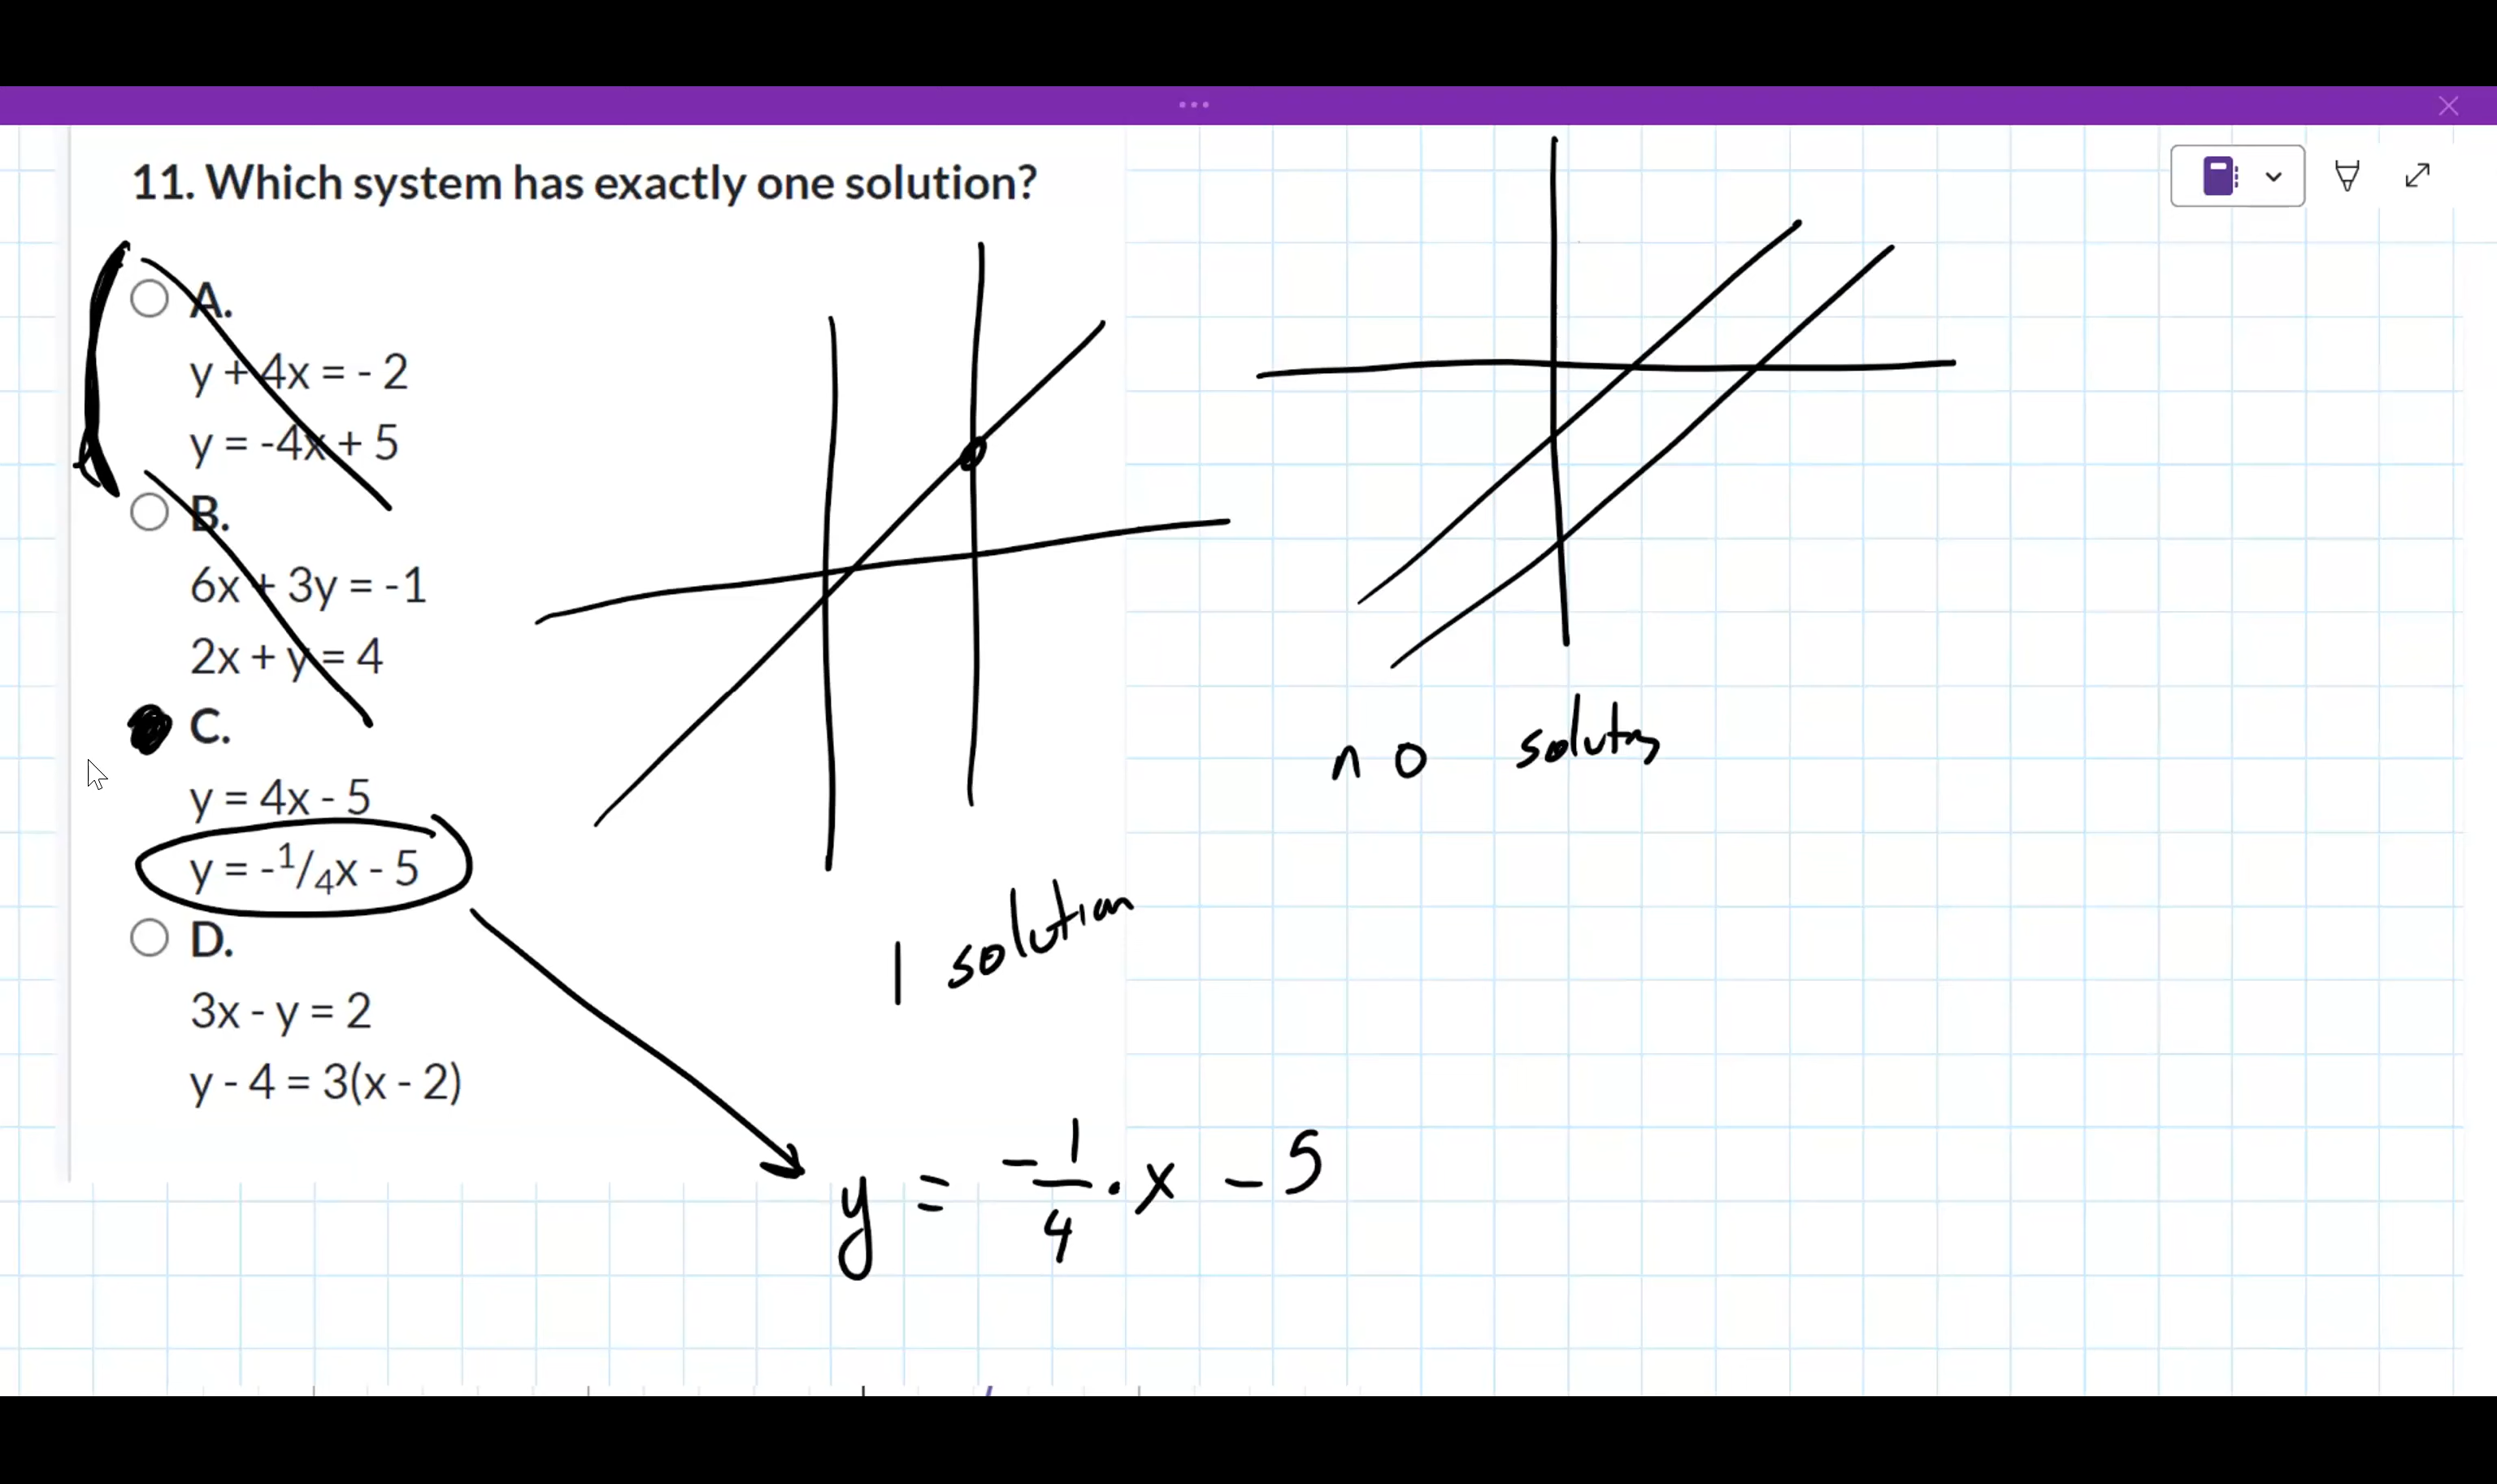 11. Which system has exactly one solution?
A.
y + 4x = - 2
y = -4x + 5
B.
6x + 3y = -1
2x + y = 4
C.
y = 4x - 5
y = -1/4x - 5
D.
3x - y = 2
y - 4 = 3(x - 2)
1 solution
no
y = -1/4 · x - 5